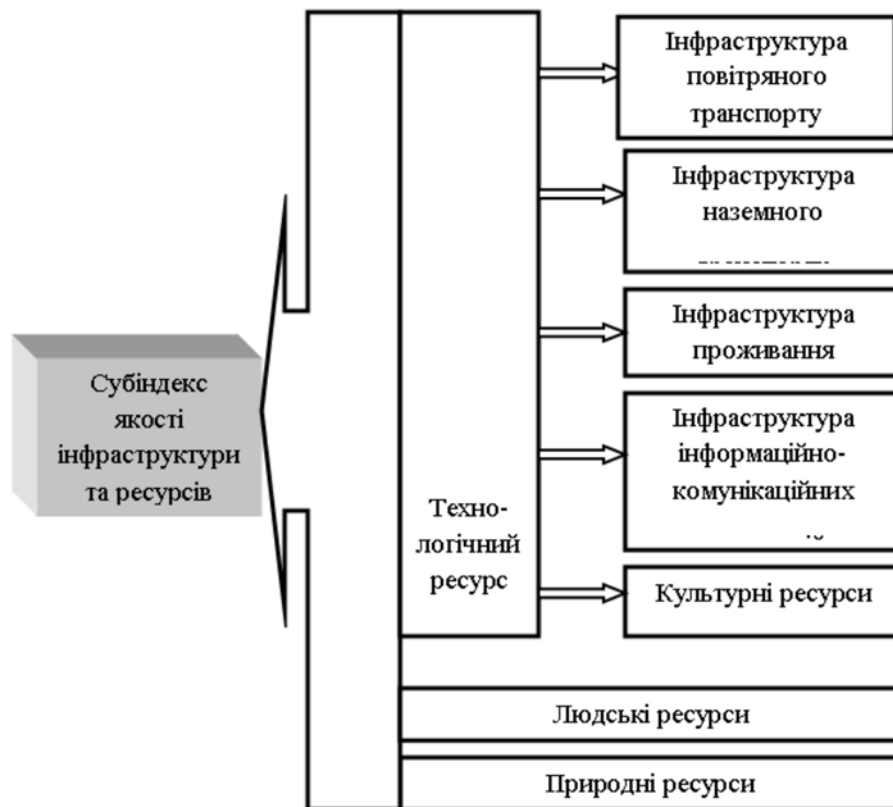 Субіндекс
якості
інфраструктури
та ресурсів
Техно-
логічний
ресурс
Інфраструктура
повітряного
транспорту
Інфраструктура
наземного
Інфраструктура
проживання
Інфраструктура
інформаційно-
комунікаційних
Культурні ресурси
Людські ресурси
Природні ресурси